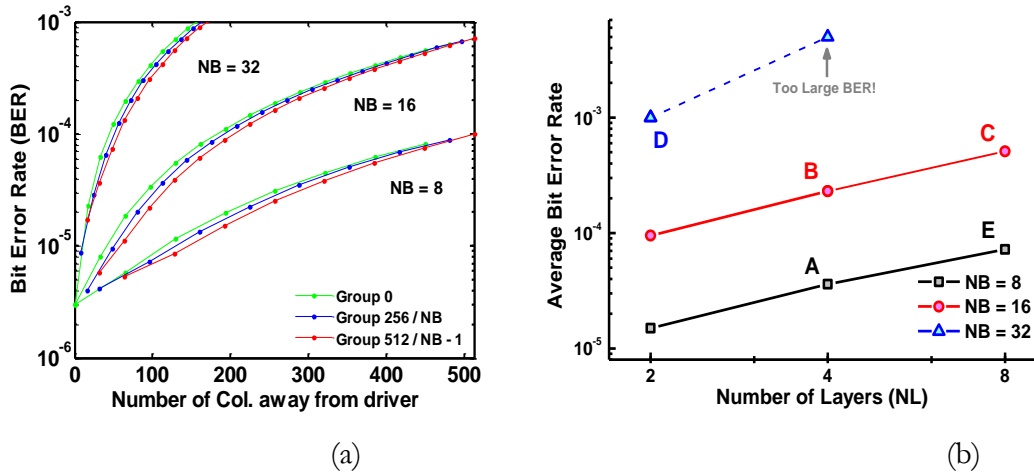 10^-3
10^-4
10^-5
10^-6
Bit Error Rate (BER)
NB = 32
NB = 16
NB = 8
Group 0
Group 256 / NB
Group 512 / NB - 1
0
100
200
300
400
500
Number of Col. away from driver
(a)
10^-3
10^-4
10^-5
Average Bit Error Rate
Too Large BER!
D
B
C
A
E
NB = 8
NB = 16
NB = 32
2
4
8
Number of Layers (NL)
(b)